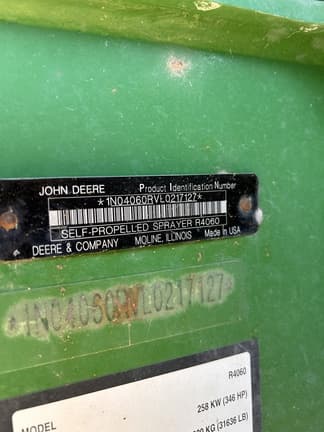 JOHN DEERE Product Identification Number
*1N04060RVL0217127*
SELF-PROPELLED SPRAYER R4060
DEERE & COMPANY MOLINE, ILLINOIS Made in USA
*1N04060RVL0217127*
R4060
MODEL 258 KW (346 HP)
KG (31636 LB)